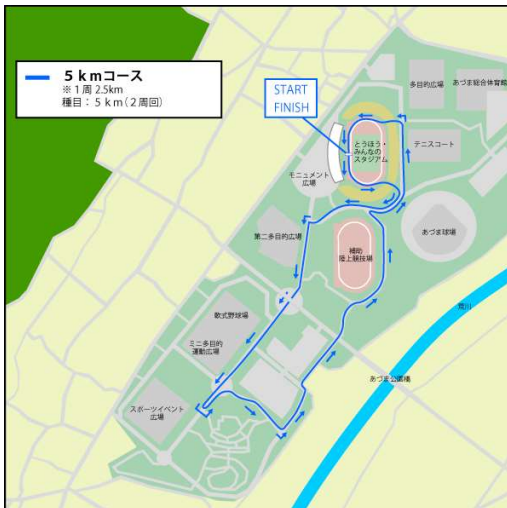 5kmコース
※1周 2.5km
種目：5km（2周回）
START
FINISH
多目的広場
あづま総合体育館
とうほう・
みんなの
スタジアム
テニスコート
モニュメント
広場
第二多目的広場
補助
陸上競技場
あづま球場
荒川
軟式野球場
ミニ多目的
運動広場
あづま公園橋
スポーツイベント
広場